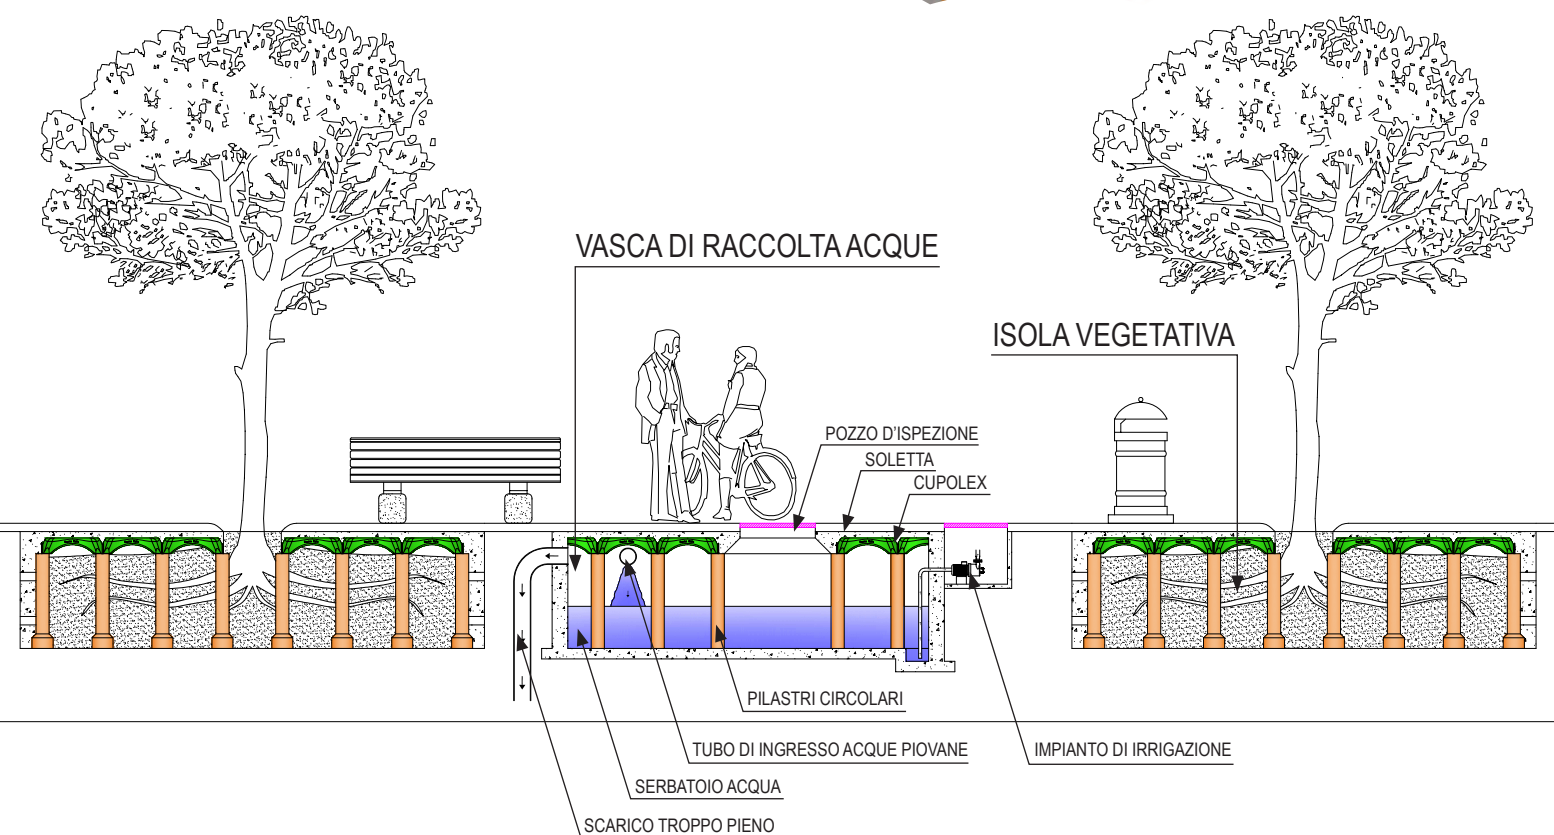 VASCA DI RACCOLTA ACQUE
ISOLA VEGETATIVA
POZZO D'ISPEZIONE
SOLETTA
CUPOLEX
PILASTRI CIRCOLARI
TUBO DI INGRESSO ACQUE PIOVANE
IMPIANTO DI IRRIGAZIONE
SERBATOIO ACQUA
SCARICO TROPPO PIENO